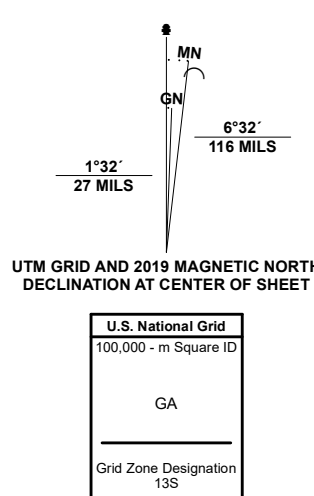 MN
GN
6°32´
116 MILS
1°32´
27 MILS
UTM GRID AND 2019 MAGNETIC NORTH
DECLINATION AT CENTER OF SHEET
U.S. National Grid
100,000 - m Square ID
GA
Grid Zone Designation
13S